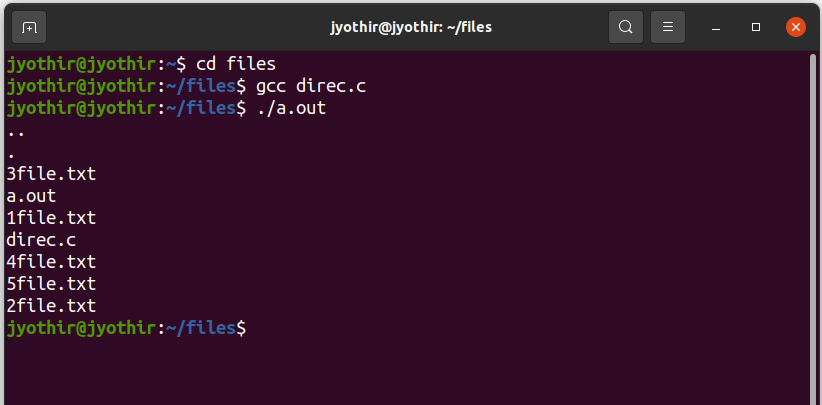 jyothir@jyothir: ~/files
jyothir@jyothir:~$ cd files
jyothir@jyothir:~/files$ gcc direc.c
jyothir@jyothir:~/files$ ./a.out
..
.
3file.txt
a.out
1file.txt
direc.c
4file.txt
5file.txt
2file.txt
jyothir@jyothir:~/files$